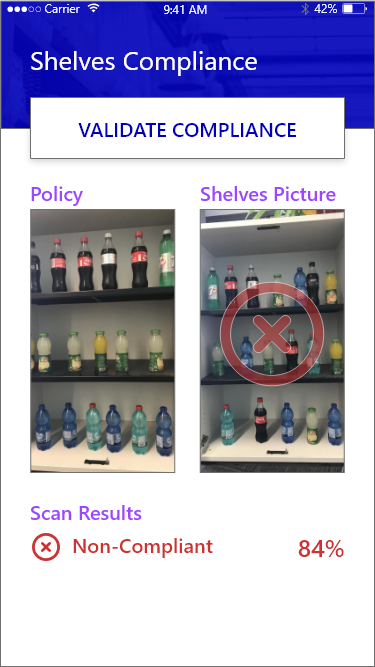 Carrier
9:41 AM
42%
Shelves Compliance
VALIDATE COMPLIANCE
Policy
Shelves Picture
Scan Results
Non-Compliant
84%